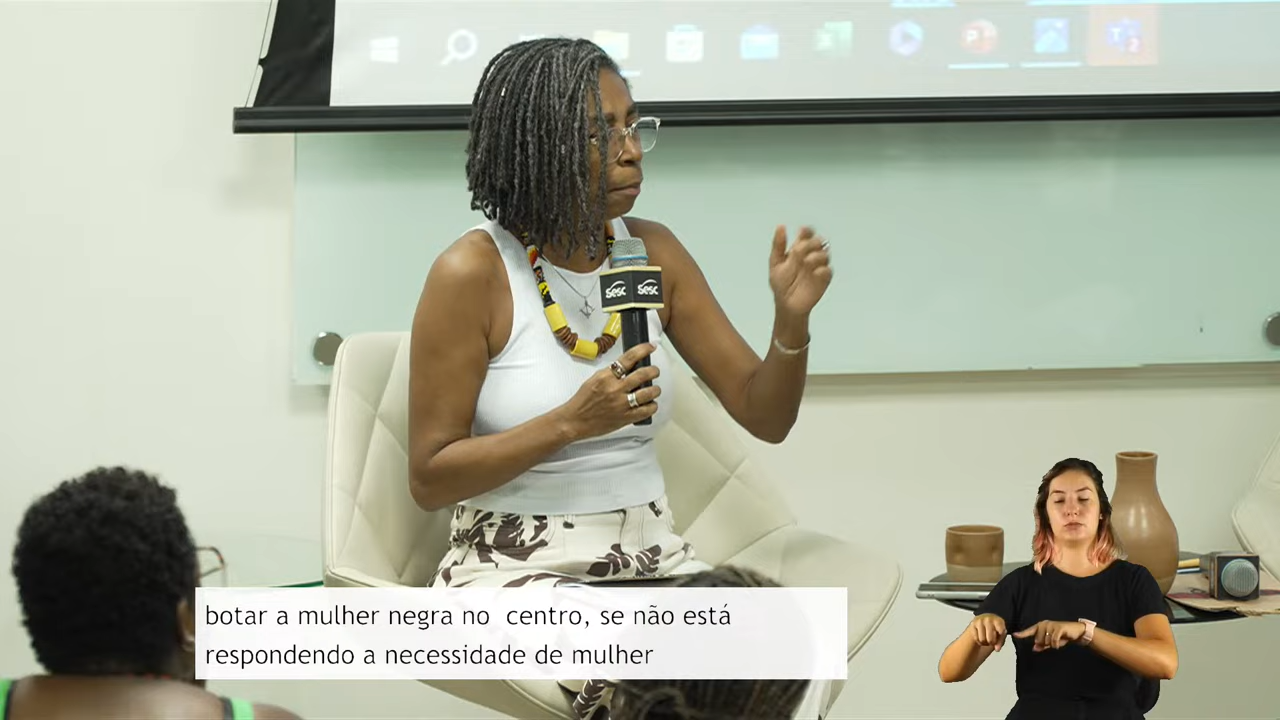 Sesc Sesc
botar a mulher negra no  centro, se não está
respondendo a necessidade de mulher